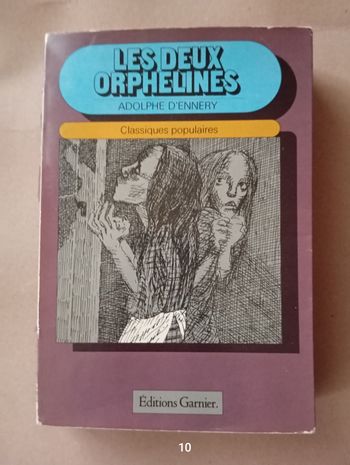 LES DEUX
ORPHELINES
ADOLPHE D'ENNERY
Classiques populaires
Éditions Garnier.
10